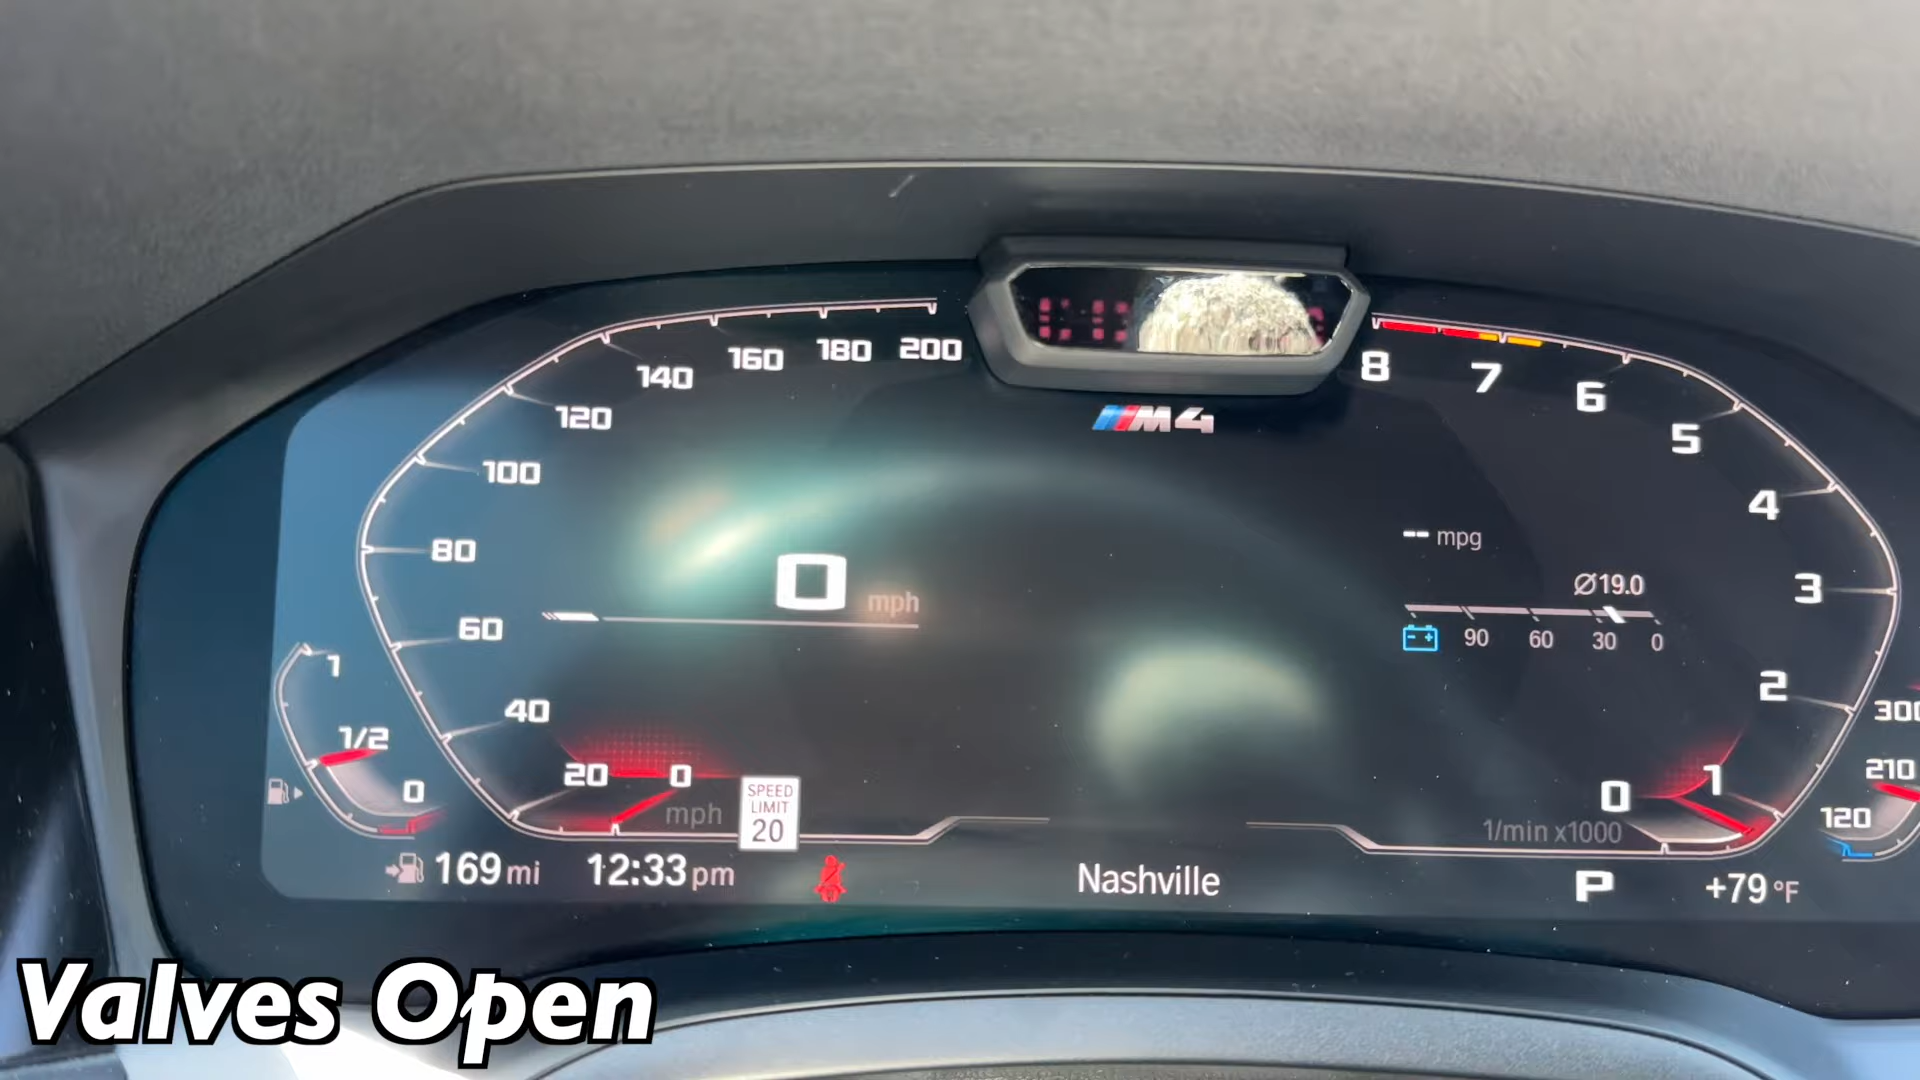 200
180
160
140
120
100
80
60
40
20
0
mph
0 mph
M4
8
7
6
5
4
3
2
1
0
1/min x1000
-- mpg
Ø19.0
90 60 30 0
1
1/2
0
300
210
120
SPEED
LIMIT
20
169 mi
12:33 pm
Nashville
P
+79 °F
Valves Open